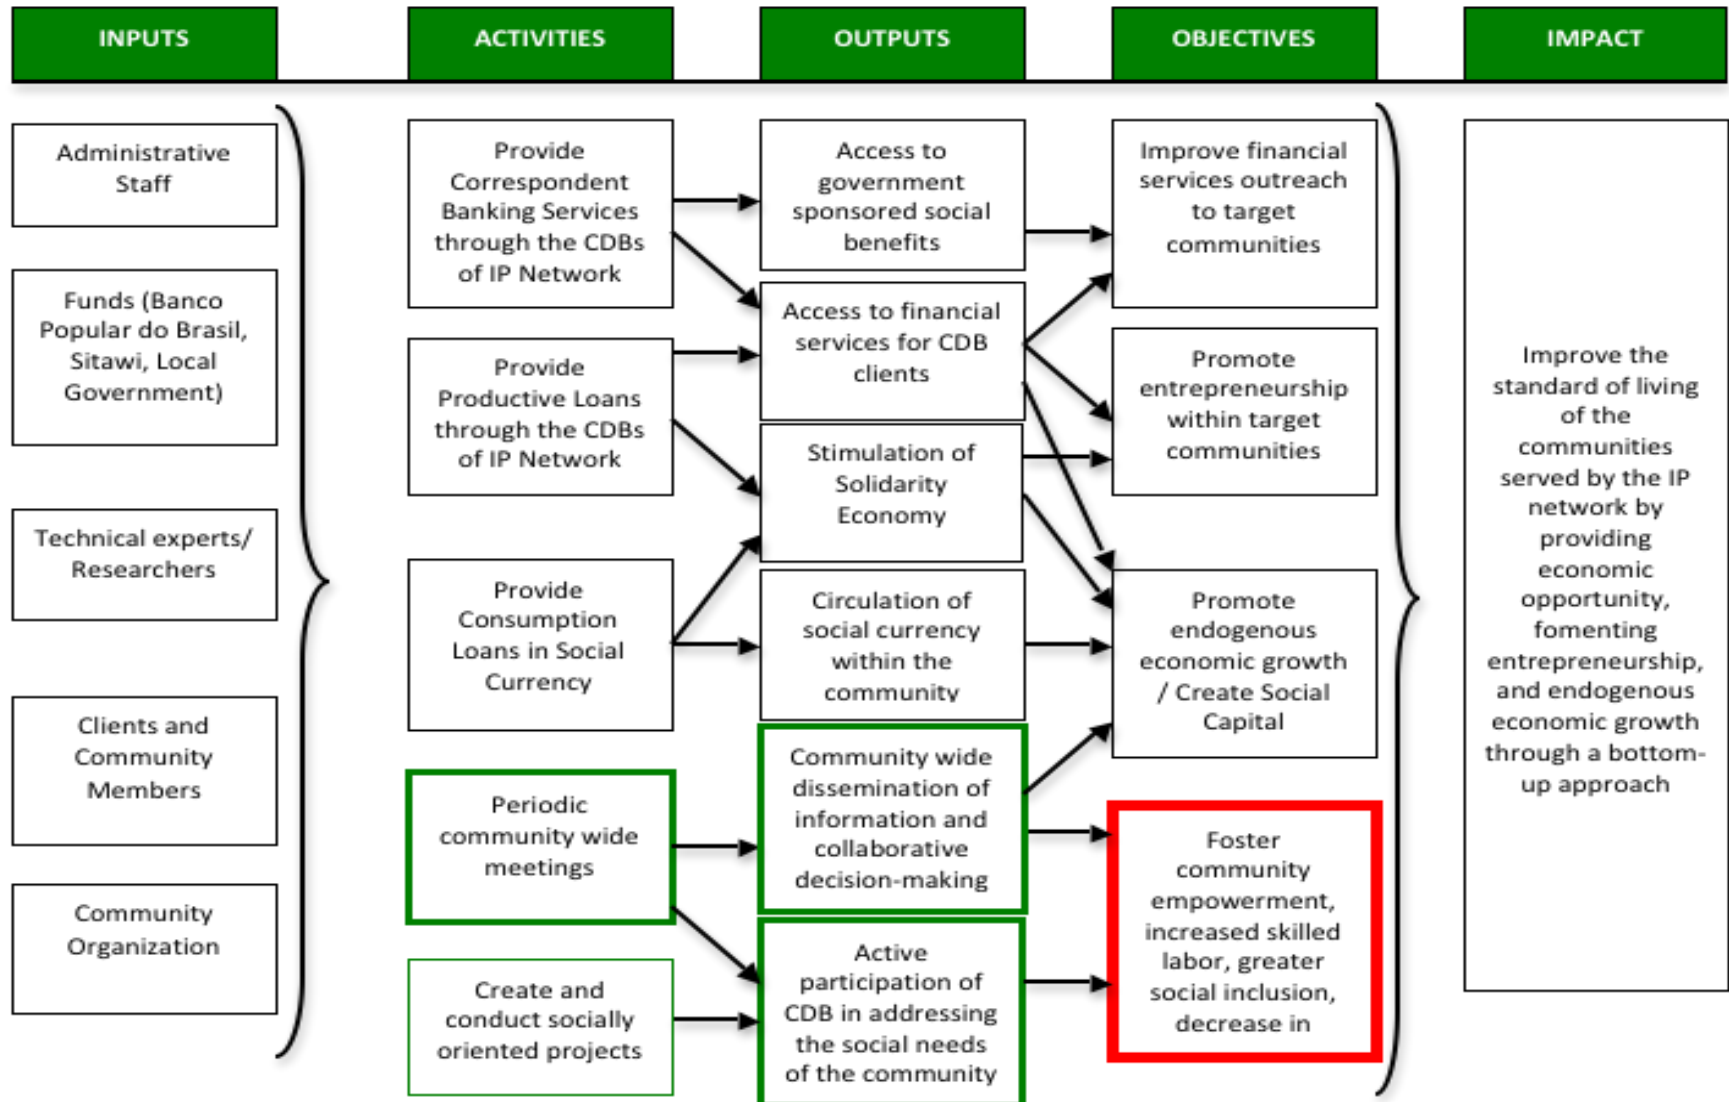 INPUTS
ACTIVITIES
OUTPUTS
OBJECTIVES
IMPACT
Administrative
Staff
Funds (Banco
Popular do Brasil,
Sitawi, Local
Government)
Technical experts/
Researchers
Clients and
Community
Members
Community
Organization
Provide
Correspondent
Banking Services
through the CDBs
of IP Network
Provide
Productive Loans
through the CDBs
of IP Network
Provide
Consumption
Loans in Social
Currency
Periodic
community wide
meetings
Create and
conduct socially
oriented projects
Access to
government
sponsored social
benefits
Access to financial
services for CDB
clients
Stimulation of
Solidarity
Economy
Circulation of
social currency
within the
community
Community wide
dissemination of
information and
collaborative
decision-making
Active
participation of
CDB in addressing
the social needs
of the community
Improve financial
services outreach
to target
communities
Promote
entrepreneurship
within target
communities
Promote
endogenous
economic growth
/ Create Social
Capital
Foster
community
empowerment,
increased skilled
labor, greater
social inclusion,
decrease in
Improve the
standard of living
of the
communities
served by the IP
network by
providing
economic
opportunity,
fomenting
entrepreneurship,
and endogenous
economic growth
through a bottom-
up approach